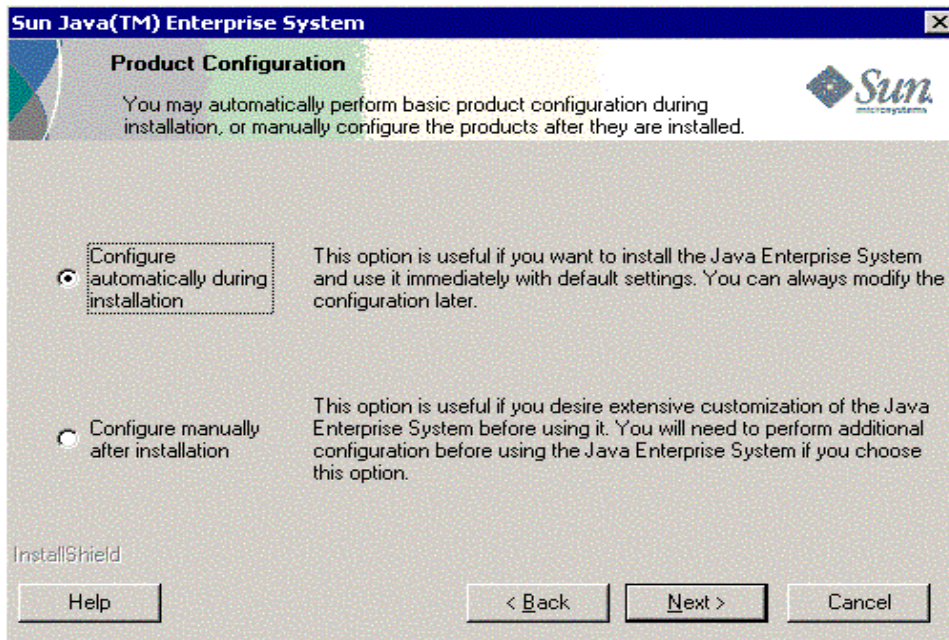 Sun Java(TM) Enterprise System
Product Configuration
You may automatically perform basic product configuration during
installation, or manually configure the products after they are installed.
Sun
microsystems
Configure
automatically during
installation
This option is useful if you want to install the Java Enterprise System
and use it immediately with default settings. You can always modify the
configuration later.
Configure manually
after installation
This option is useful if you desire extensive customization of the Java
Enterprise System before using it. You will need to perform additional
configuration before using the Java Enterprise System if you choose
this option.
InstallShield
Help
< Back
Next >
Cancel